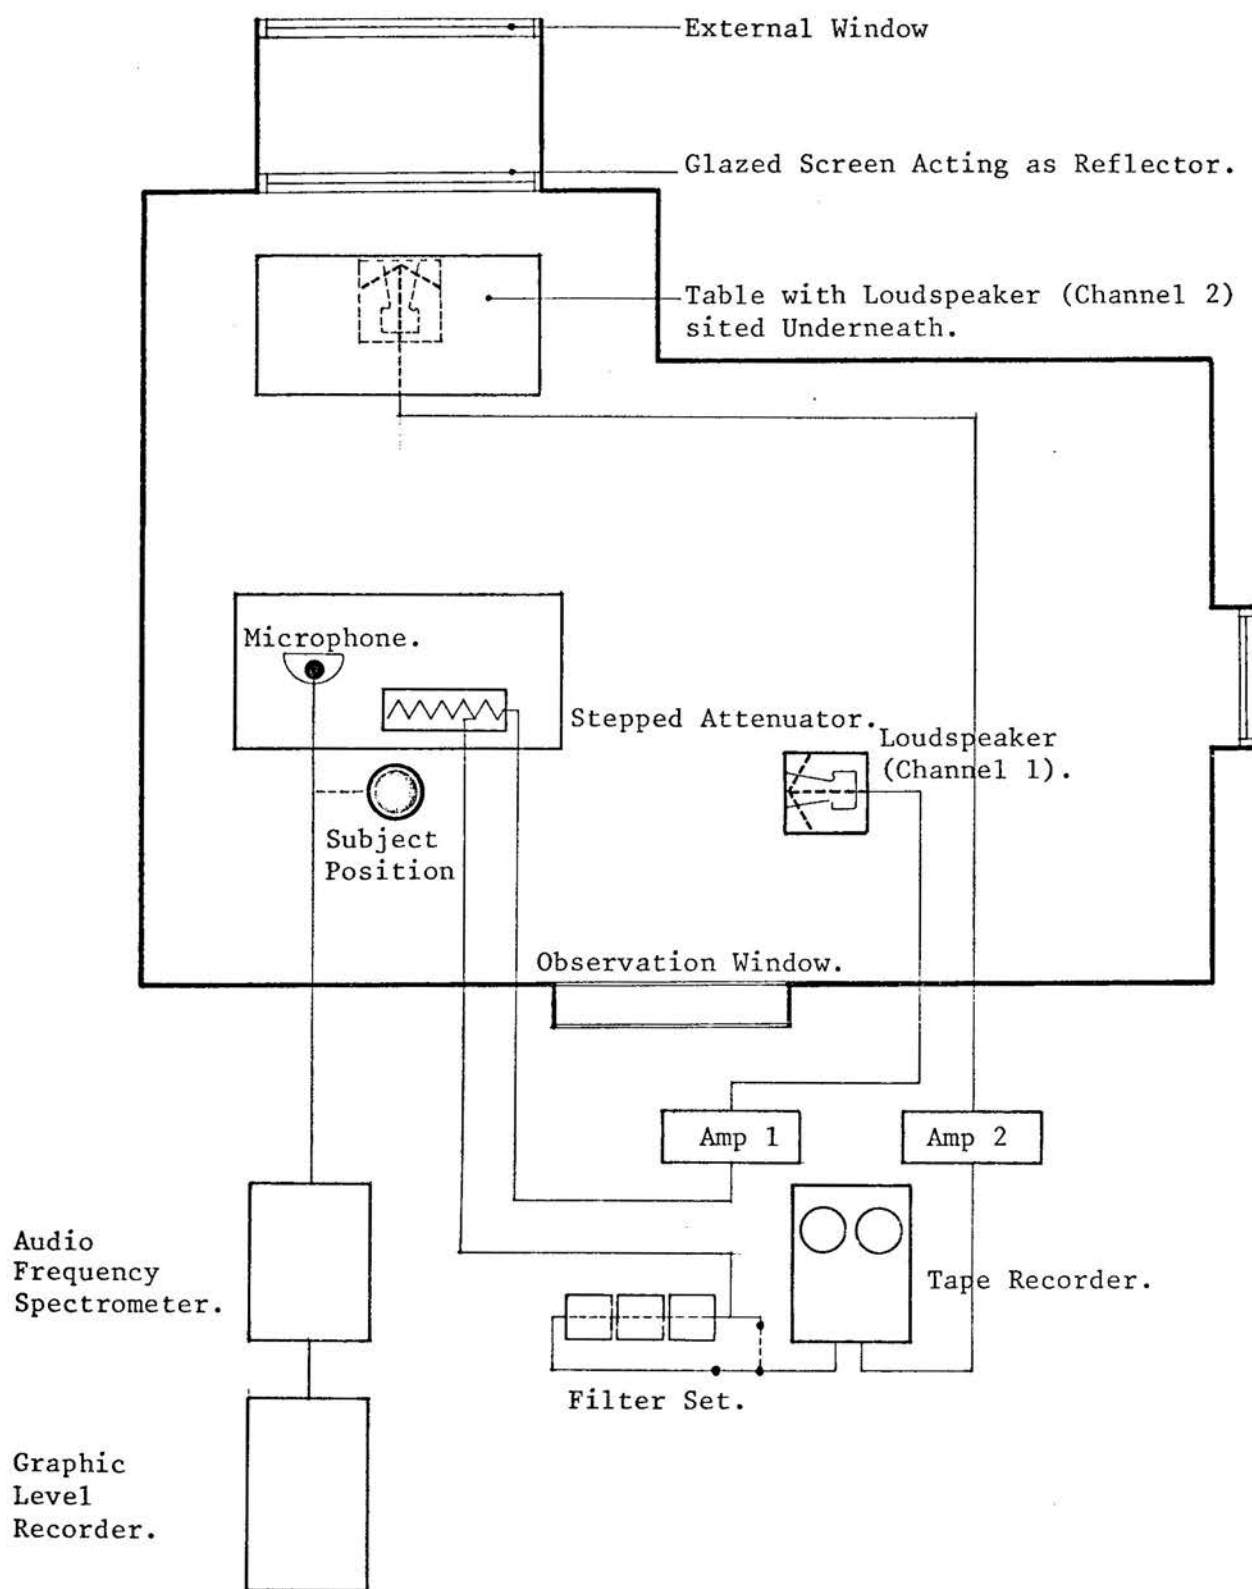 External Window
Glazed Screen Acting as Reflector.
Table with Loudspeaker (Channel 2)
sited Underneath.
Microphone.
Stepped Attenuator.
Loudspeaker
(Channel 1).
Subject
Position
Observation Window.
Amp 1
Amp 2
Audio
Frequency
Spectrometer.
Tape Recorder.
Filter Set.
Graphic
Level
Recorder.